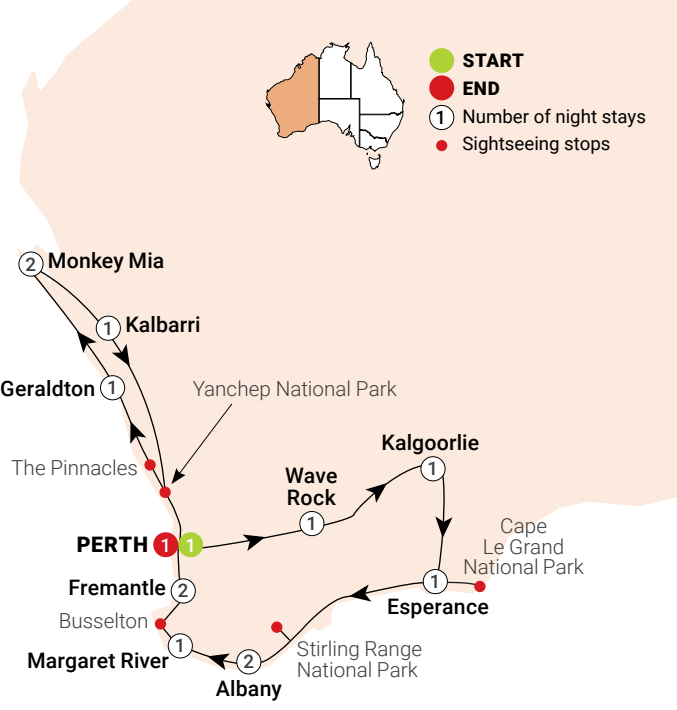 START
END
1 Number of night stays
Sightseeing stops
2 Monkey Mia
1 Kalbarri
Geraldton 1
Yanchep National Park
The Pinnacles
Kalgoorlie
1
Wave
Rock
1
PERTH 1 1
Cape
Le Grand
National Park
Fremantle 2
1
Esperance
Busselton
Margaret River 1
2
Albany
Stirling Range
National Park